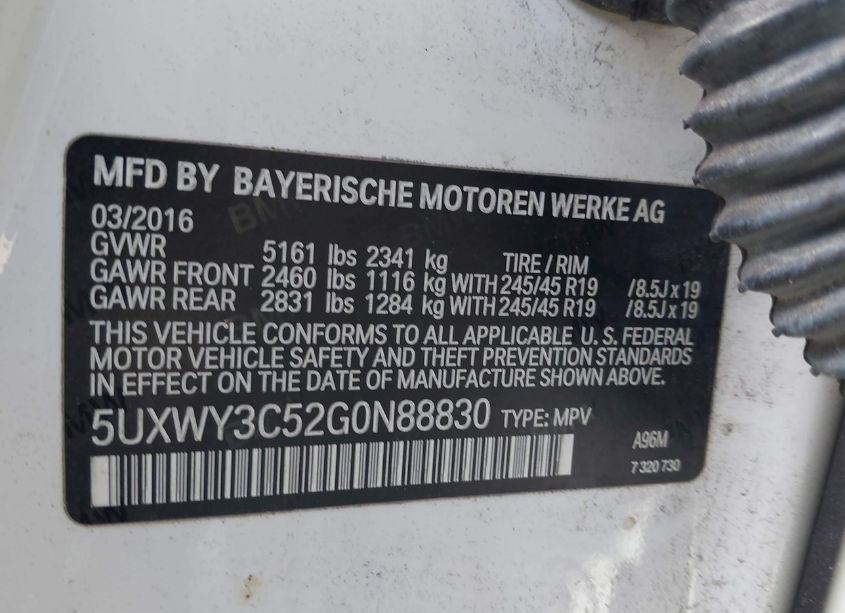 MFD BY BAYERISCHE MOTOREN WERKE AG
03/2016
GVWR 5161 lbs 2341 kg TIRE / RIM
GAWR FRONT 2460 lbs 1116 kg WITH 245/45 R19 /8.5J x 19
GAWR REAR 2831 lbs 1284 kg WITH 245/45 R19 /8.5J x 19
THIS VEHICLE CONFORMS TO ALL APPLICABLE U. S. FEDERAL
MOTOR VEHICLE SAFETY AND THEFT PREVENTION STANDARDS
IN EFFECT ON THE DATE OF MANUFACTURE SHOWN ABOVE.
5UXWY3C52G0N88830 TYPE: MPV
A96M
7 320 730